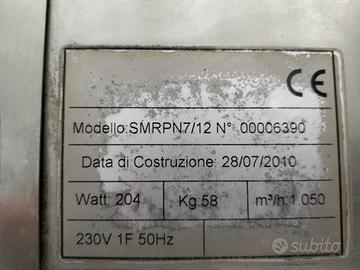 CE
Modello:SMRPN7/12 N° 00006390
Data di Costruzione: 28/07/2010
Watt: 204 Kg:58 m³/h:1.050
230V 1F 50Hz
subito